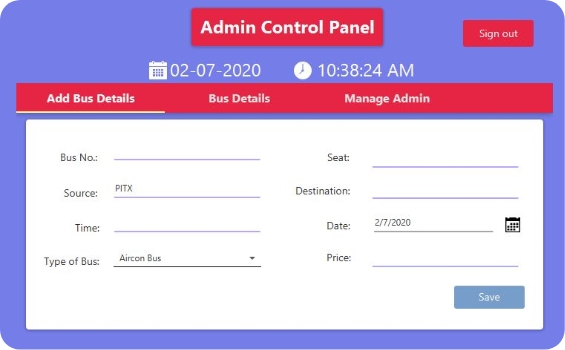 Admin Control Panel
Sign out
02-07-2020 10:38:24 AM
Add Bus Details Bus Details Manage Admin
Bus No.: Seat:
Source: PITX Destination:
Time: Date: 2/7/2020
Type of Bus: Aircon Bus Price:
Save